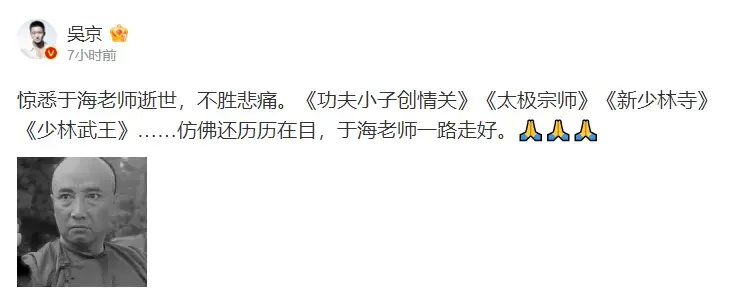 吳京
7小时前
惊悉于海老师逝世，不胜悲痛。《功夫小子创情关》《太极宗师》《新少林寺》
《少林武王》……仿佛还历历在目，于海老师一路走好。🙏🙏🙏